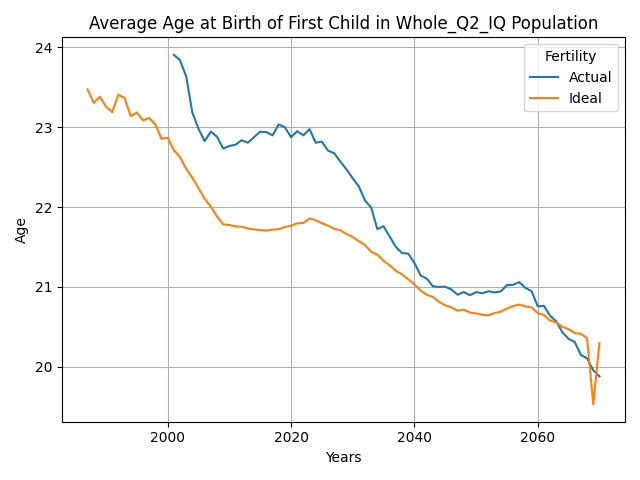 Average Age at Birth of First Child in Whole_Q2_IQ Population
Fertility
Actual
Ideal
Age
24
23
22
21
20
2000
2020
2040
2060
Years